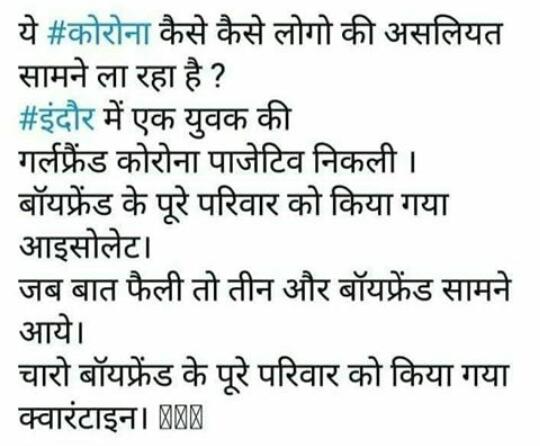 ये #कोरोना कैसे कैसे लोगो की असलियत
सामने ला रहा है ?
#इंदौर में एक युवक की
गर्लफ्रैंड कोरोना पाजेटिव निकली ।
बॉयफ्रेंड के पूरे परिवार को किया गया
आइसोलेट।
जब बात फैली तो तीन और बॉयफ्रेंड सामने
आये।
चारो बॉयफ्रेंड के पूरे परिवार को किया गया
क्वारंटाइन।